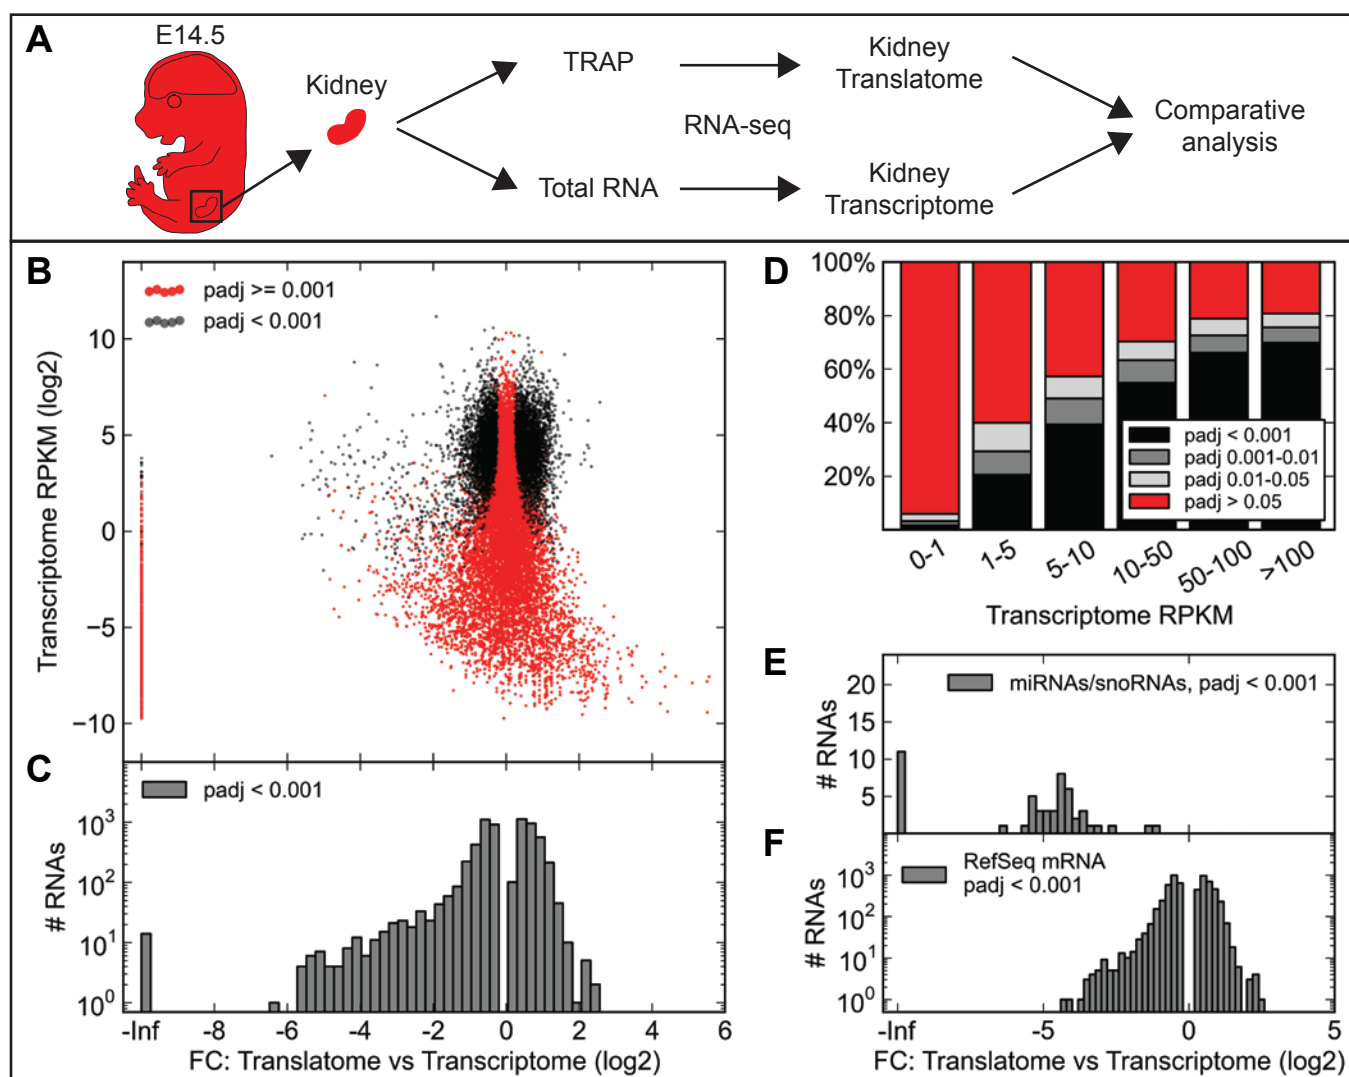 A
E14.5
Kidney
TRAP
Total RNA
RNA-seq
Kidney
Translatome
Kidney
Transcriptome
Comparative
analysis
B
padj >= 0.001
padj < 0.001
Transcriptome RPKM (log2)
10
5
0
−5
−10
C
padj < 0.001
# RNAs
10³
10²
10¹
10⁰
-Inf
-8
-6
-4
-2
0
2
4
6
FC: Translatome vs Transcriptome (log2)
D
100%
80%
60%
40%
20%
padj < 0.001
padj 0.001-0.01
padj 0.01-0.05
padj > 0.05
0-1
1-5
5-10
10-50
50-100
>100
Transcriptome RPKM
E
miRNAs/snoRNAs, padj < 0.001
# RNAs
20
15
10
5
F
RefSeq mRNA
padj < 0.001
# RNAs
10³
10²
10¹
10⁰
-Inf
-5
0
5
FC: Translatome vs Transcriptome (log2)